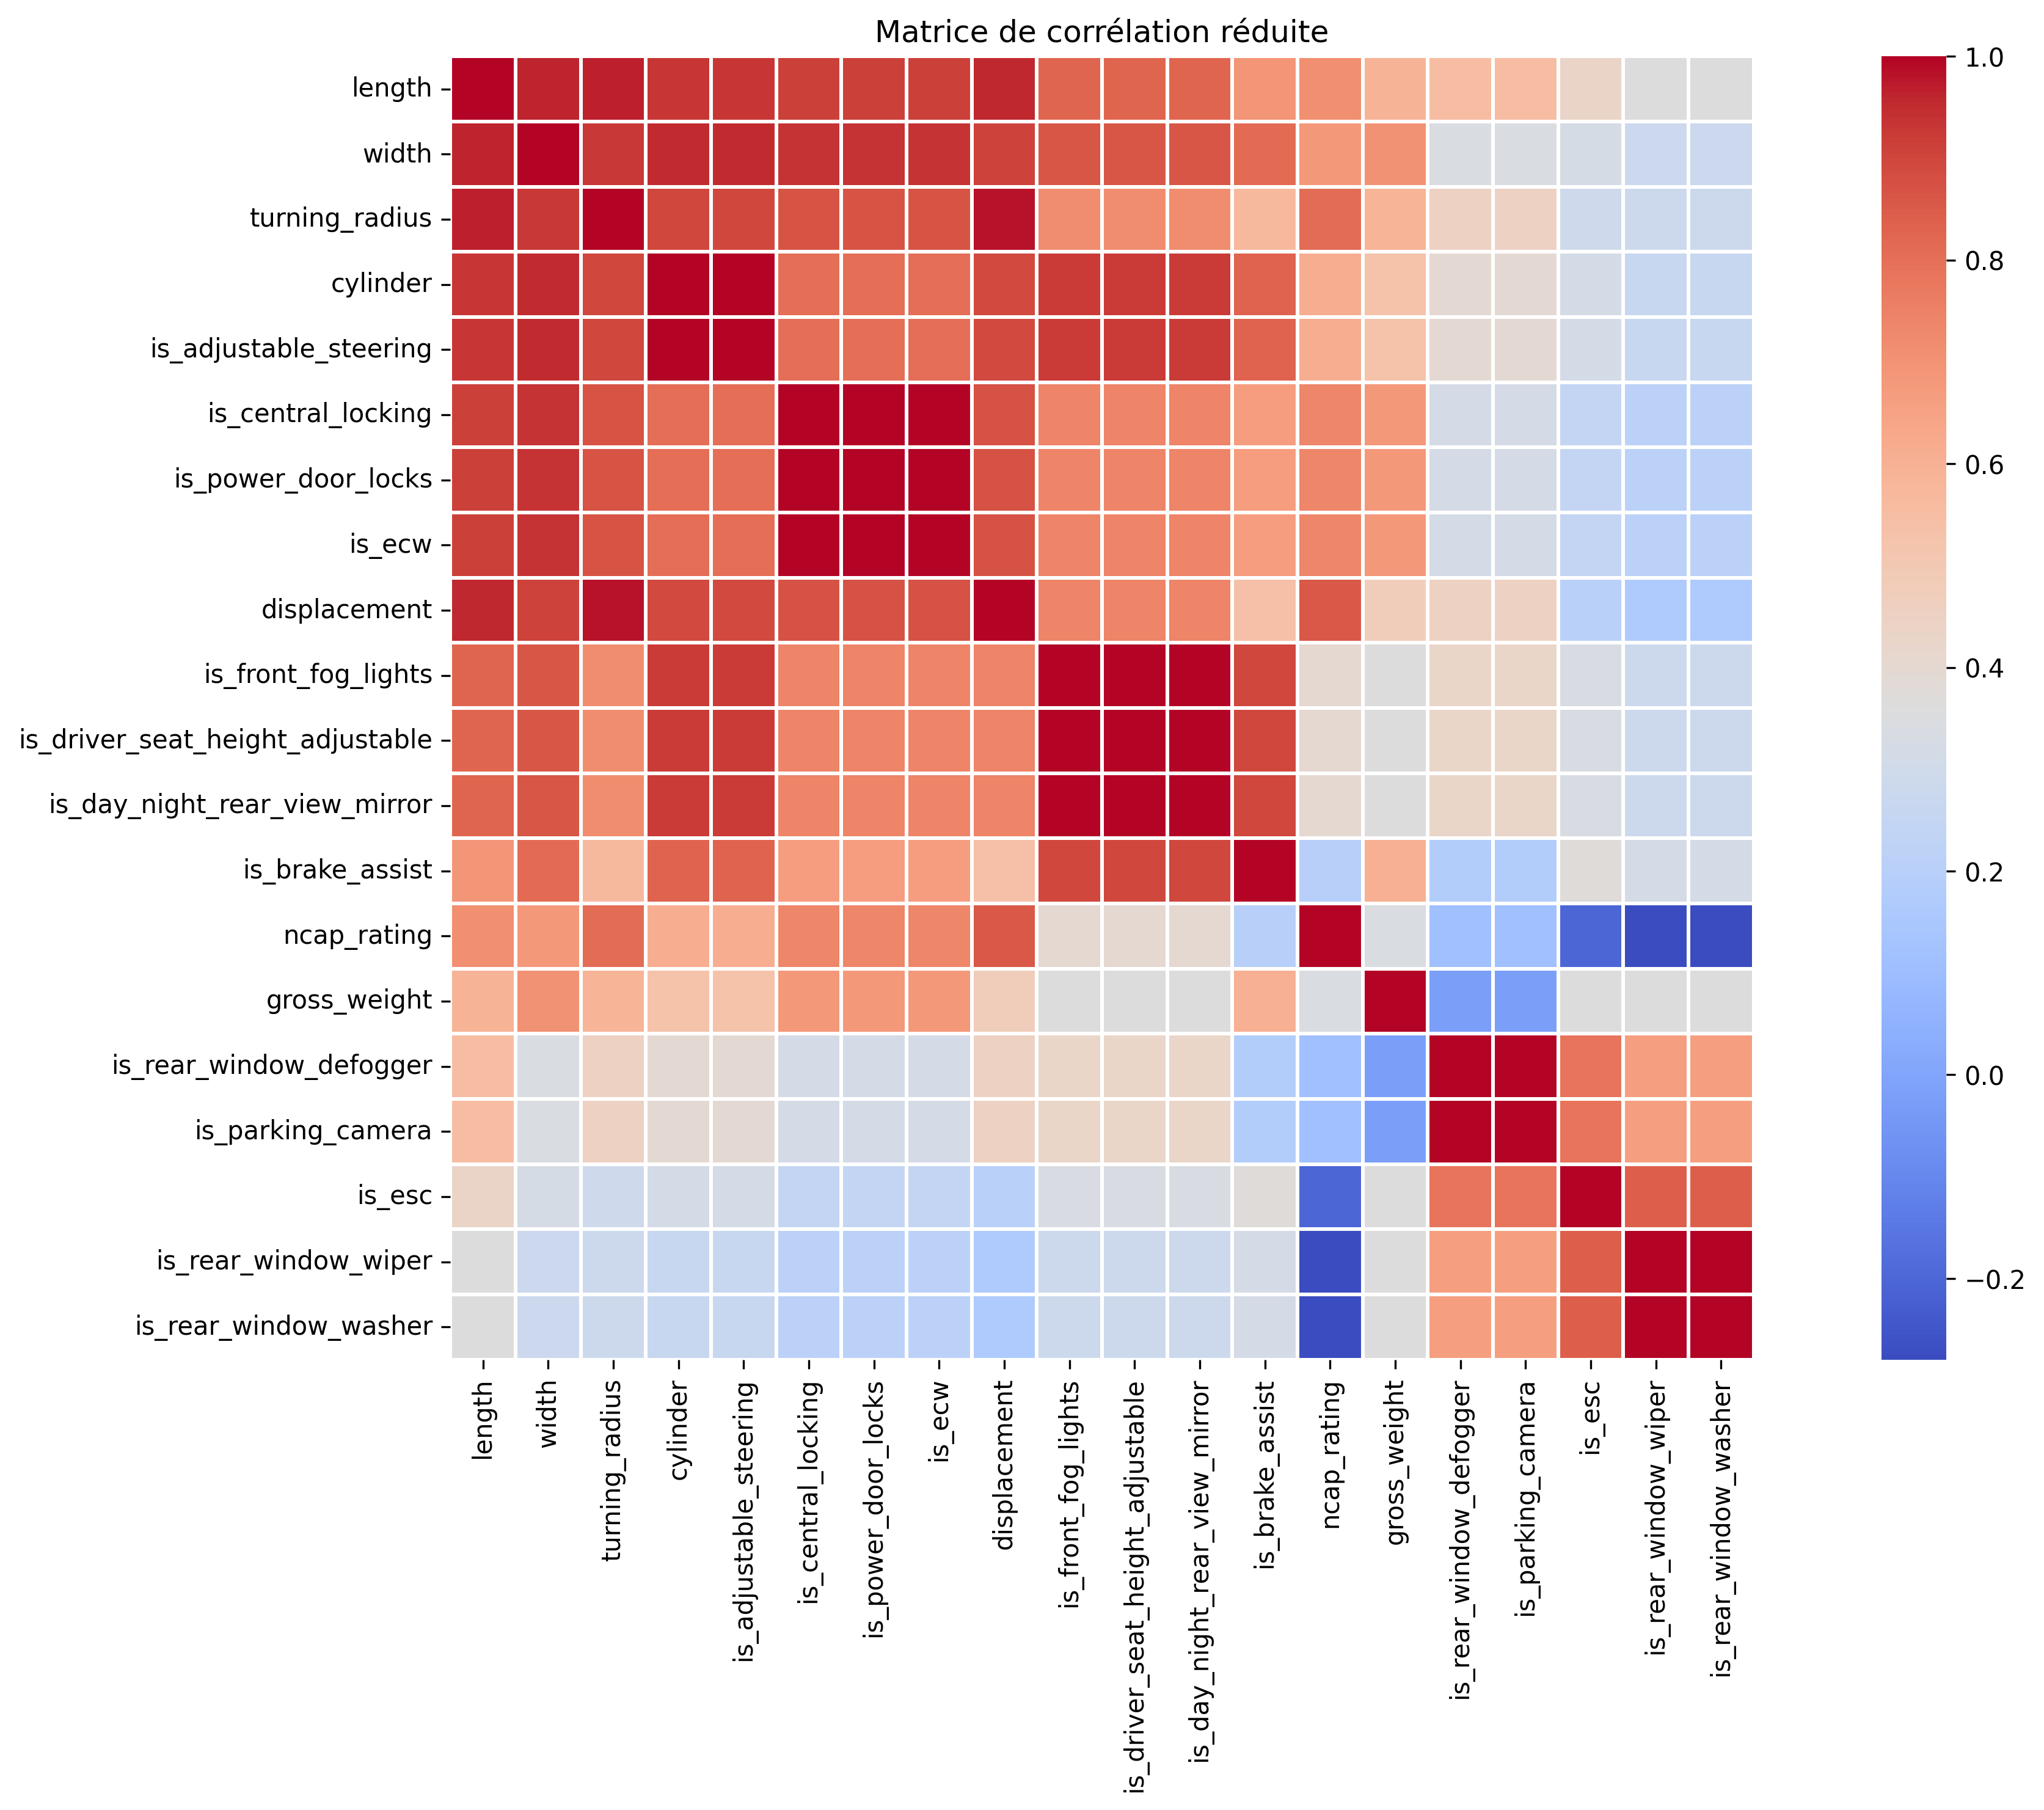 Matrice de corrélation réduite
length
width
turning_radius
cylinder
is_adjustable_steering
is_central_locking
is_power_door_locks
is_ecw
displacement
is_front_fog_lights
is_driver_seat_height_adjustable
is_day_night_rear_view_mirror
is_brake_assist
ncap_rating
gross_weight
is_rear_window_defogger
is_parking_camera
is_esc
is_rear_window_wiper
is_rear_window_washer
length
width
turning_radius
cylinder
is_adjustable_steering
is_central_locking
is_power_door_locks
is_ecw
displacement
is_front_fog_lights
is_driver_seat_height_adjustable
is_day_night_rear_view_mirror
is_brake_assist
ncap_rating
gross_weight
is_rear_window_defogger
is_parking_camera
is_esc
is_rear_window_wiper
is_rear_window_washer
1.0
0.8
0.6
0.4
0.2
0.0
−0.2